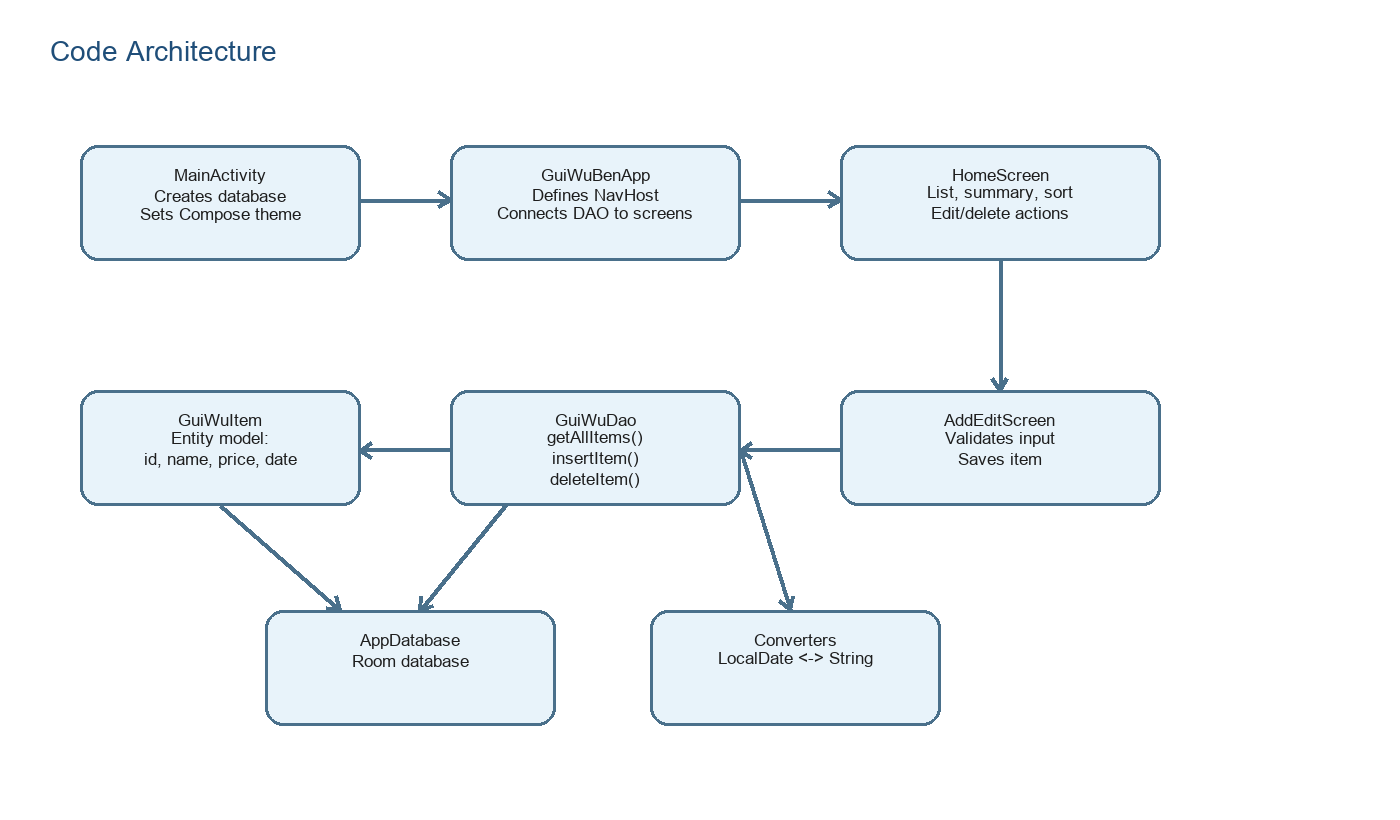 Code Architecture
MainActivity
Creates database
Sets Compose theme
GuiWuBenApp
Defines NavHost
Connects DAO to screens
HomeScreen
List, summary, sort
Edit/delete actions
GuiWuItem
Entity model:
id, name, price, date
GuiWuDao
getAllItems()
insertItem()
deleteItem()
AddEditScreen
Validates input
Saves item
AppDatabase
Room database
Converters
LocalDate <-> String